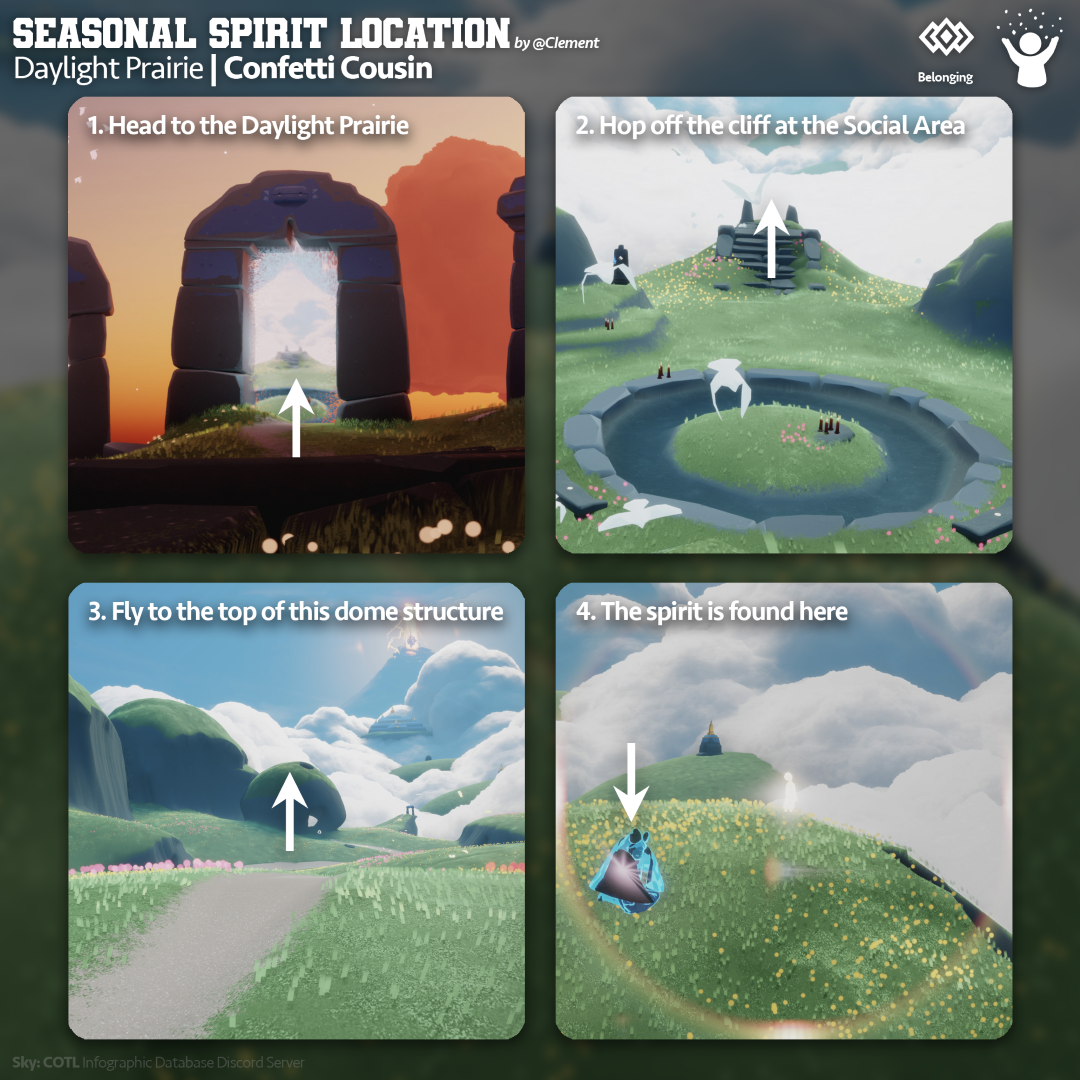 SEASONAL SPIRIT LOCATION by @Clement
Daylight Prairie | Confetti Cousin
Belonging
1. Head to the Daylight Prairie
2. Hop off the cliff at the Social Area
3. Fly to the top of this dome structure
4. The spirit is found here
Sky: COTL Infographic Database Discord Server